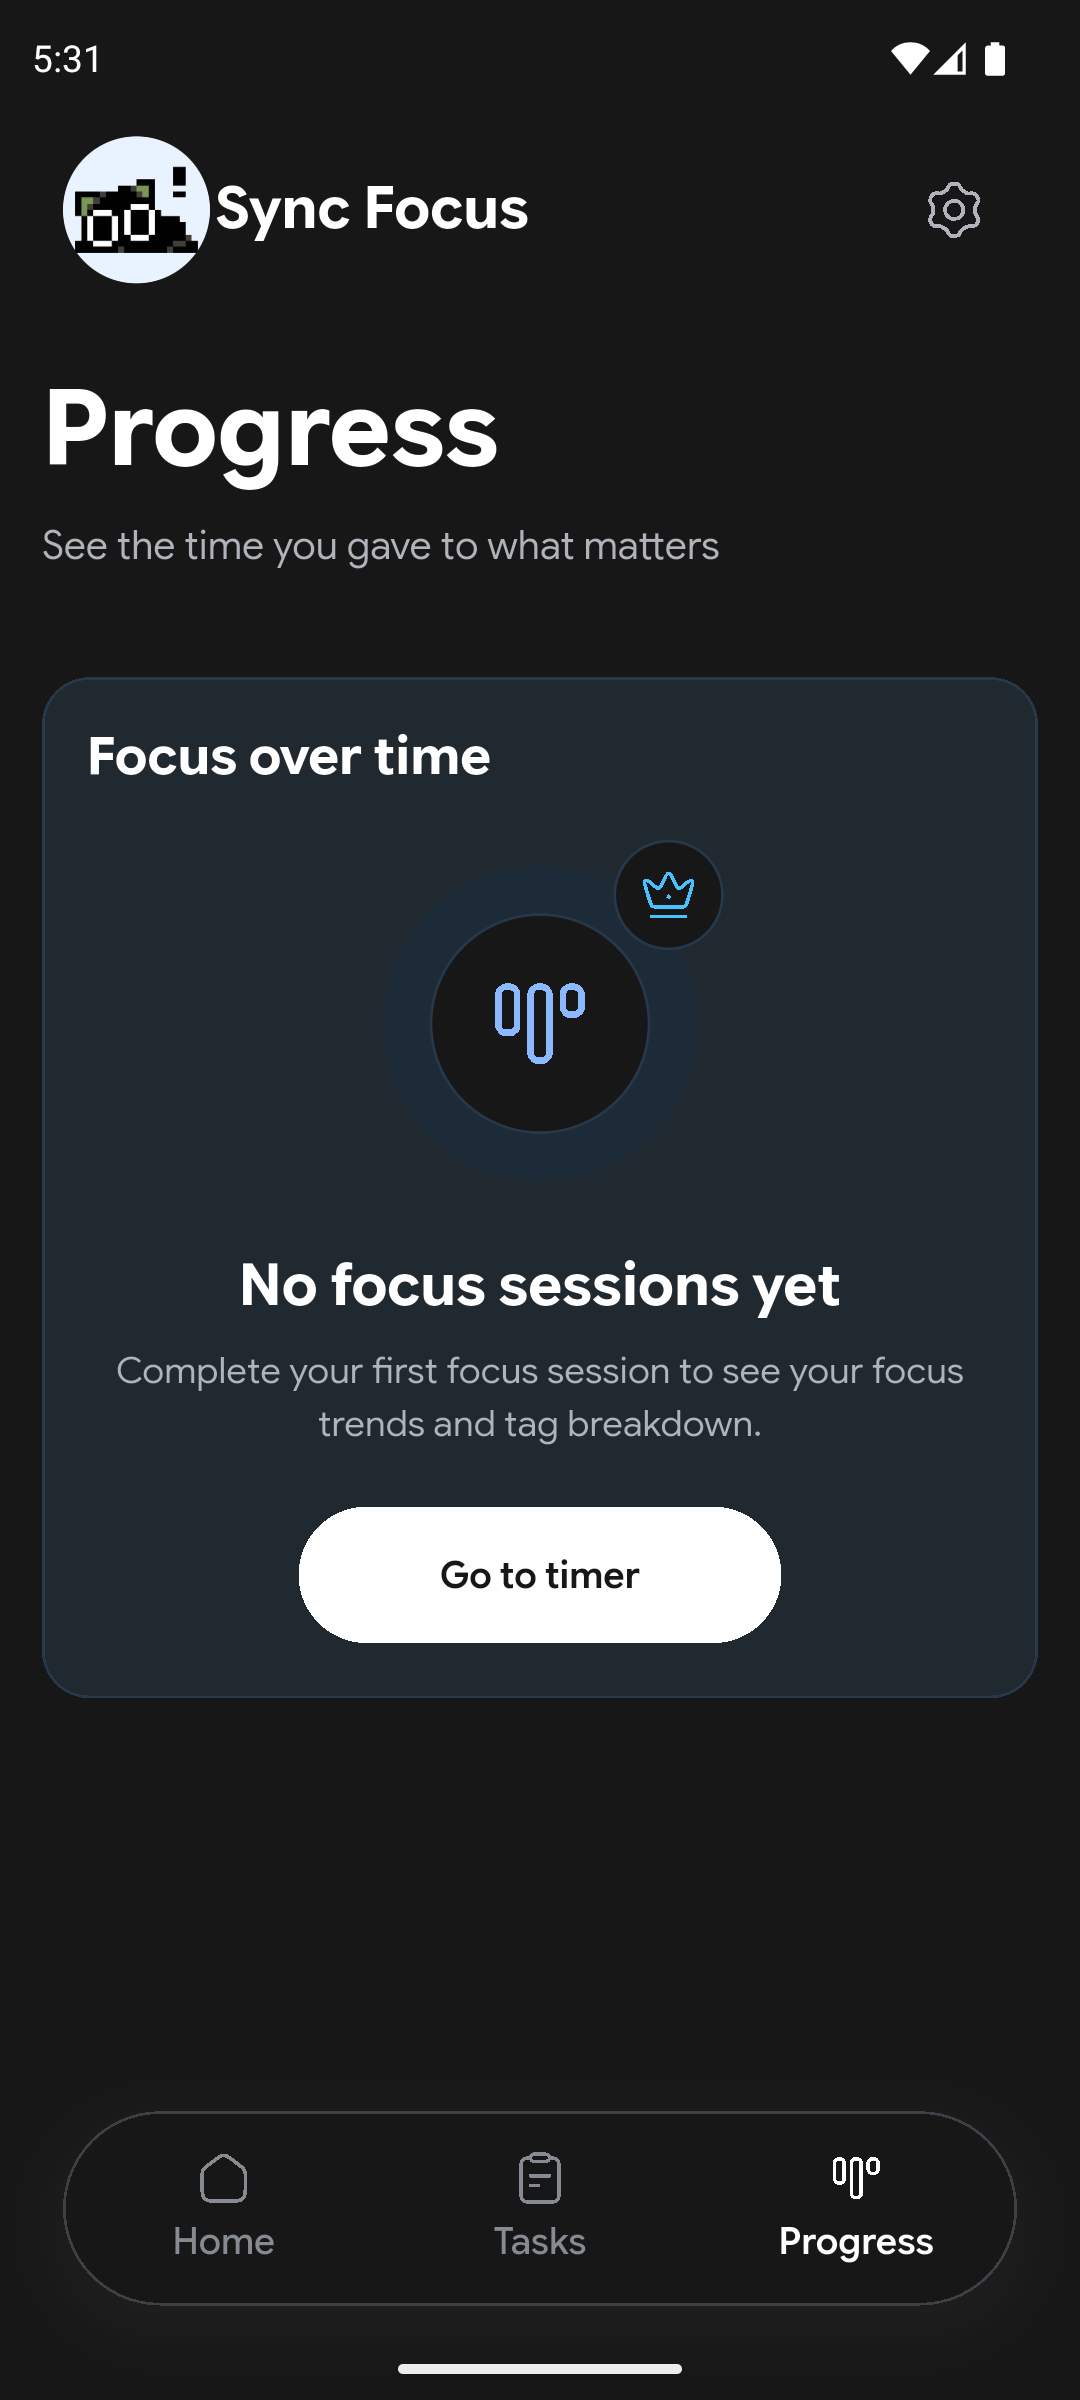 5:31
Sync Focus
Progress
See the time you gave to what matters
Focus over time
No focus sessions yet
Complete your first focus session to see your focus
trends and tag breakdown.
Go to timer
Home
Tasks
Progress